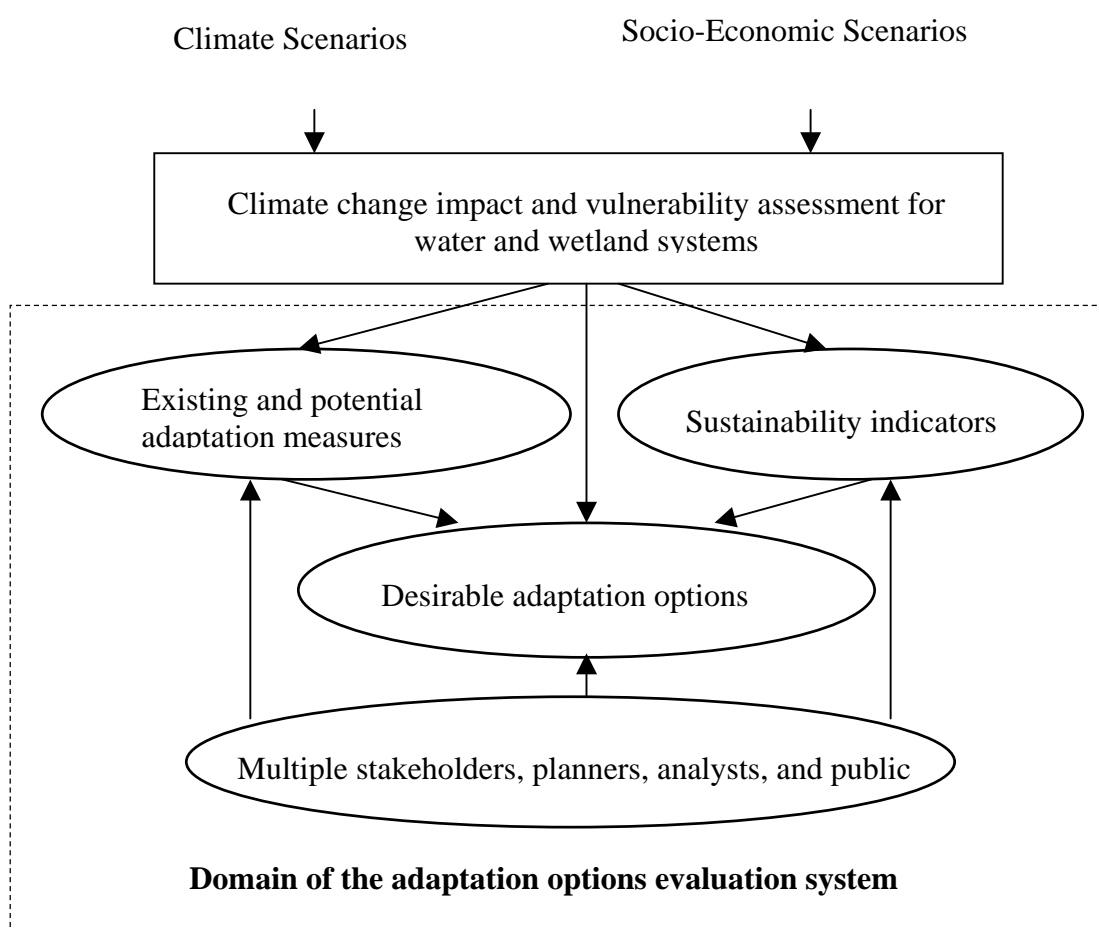 Climate Scenarios
Socio-Economic Scenarios
Climate change impact and vulnerability assessment for
water and wetland systems
Existing and potential
adaptation measures
Sustainability indicators
Desirable adaptation options
Multiple stakeholders, planners, analysts, and public
Domain of the adaptation options evaluation system